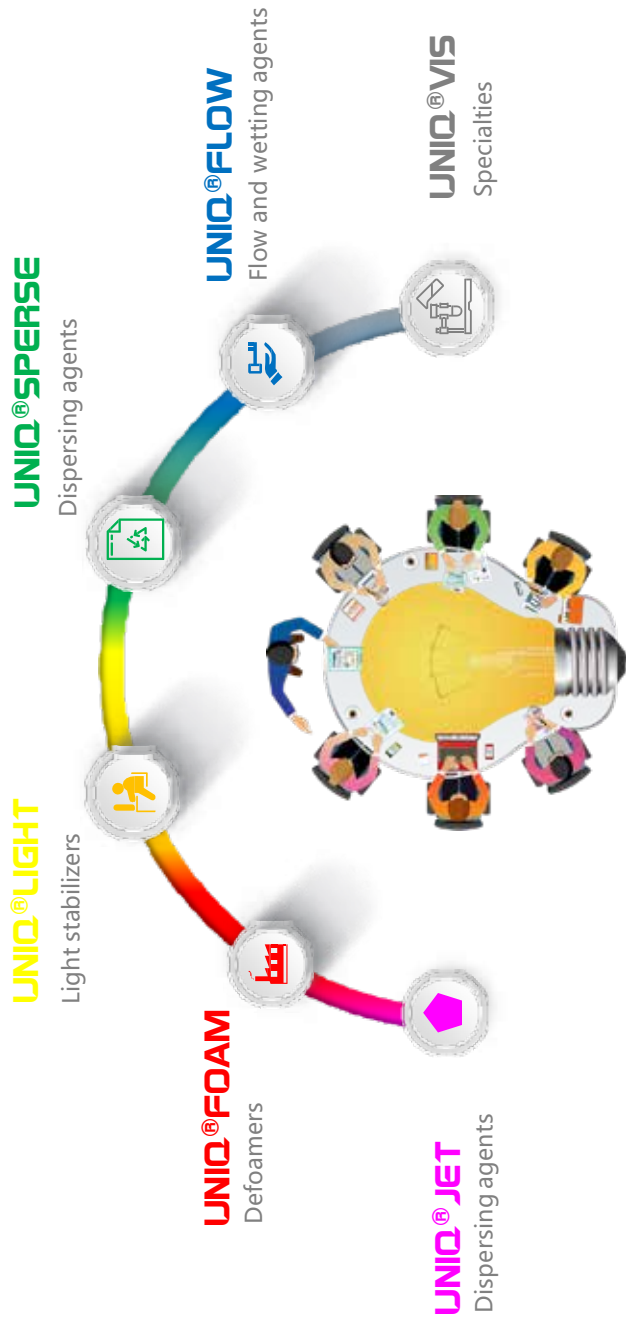 UNIQ®JET
Dispersing agents
UNIQ®FOAM
Defoamers
UNIQ®LIGHT
Light stabilizers
UNIQ®SPERSE
Dispersing agents
UNIQ®FLOW
Flow and wetting agents
UNIQ®VIS
Specialties